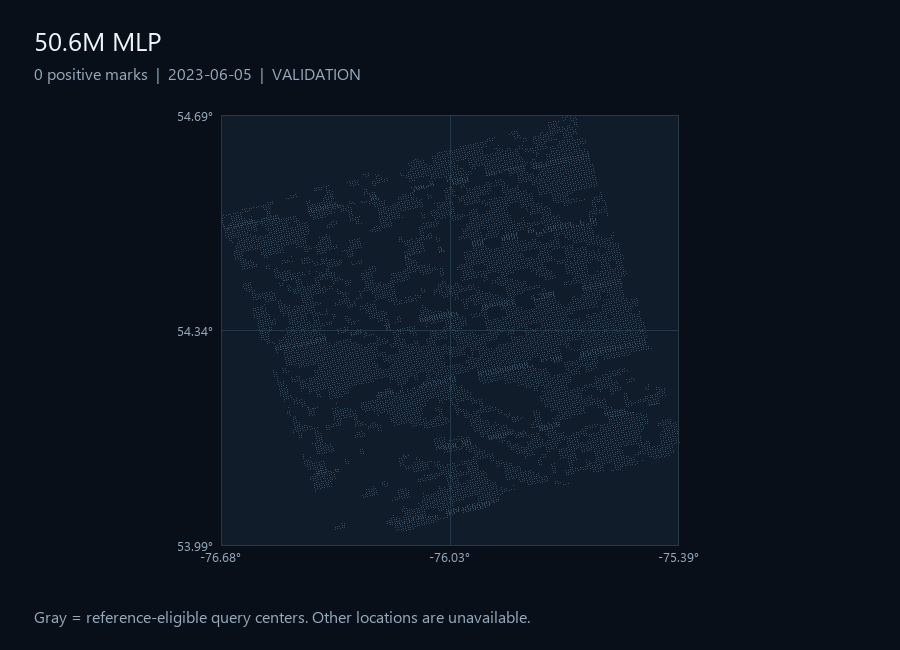 50.6M MLP
0 positive marks | 2023-06-05 | VALIDATION
54.69°
54.34°
53.99°
-76.68°
-76.03°
-75.39°
Gray = reference-eligible query centers. Other locations are unavailable.